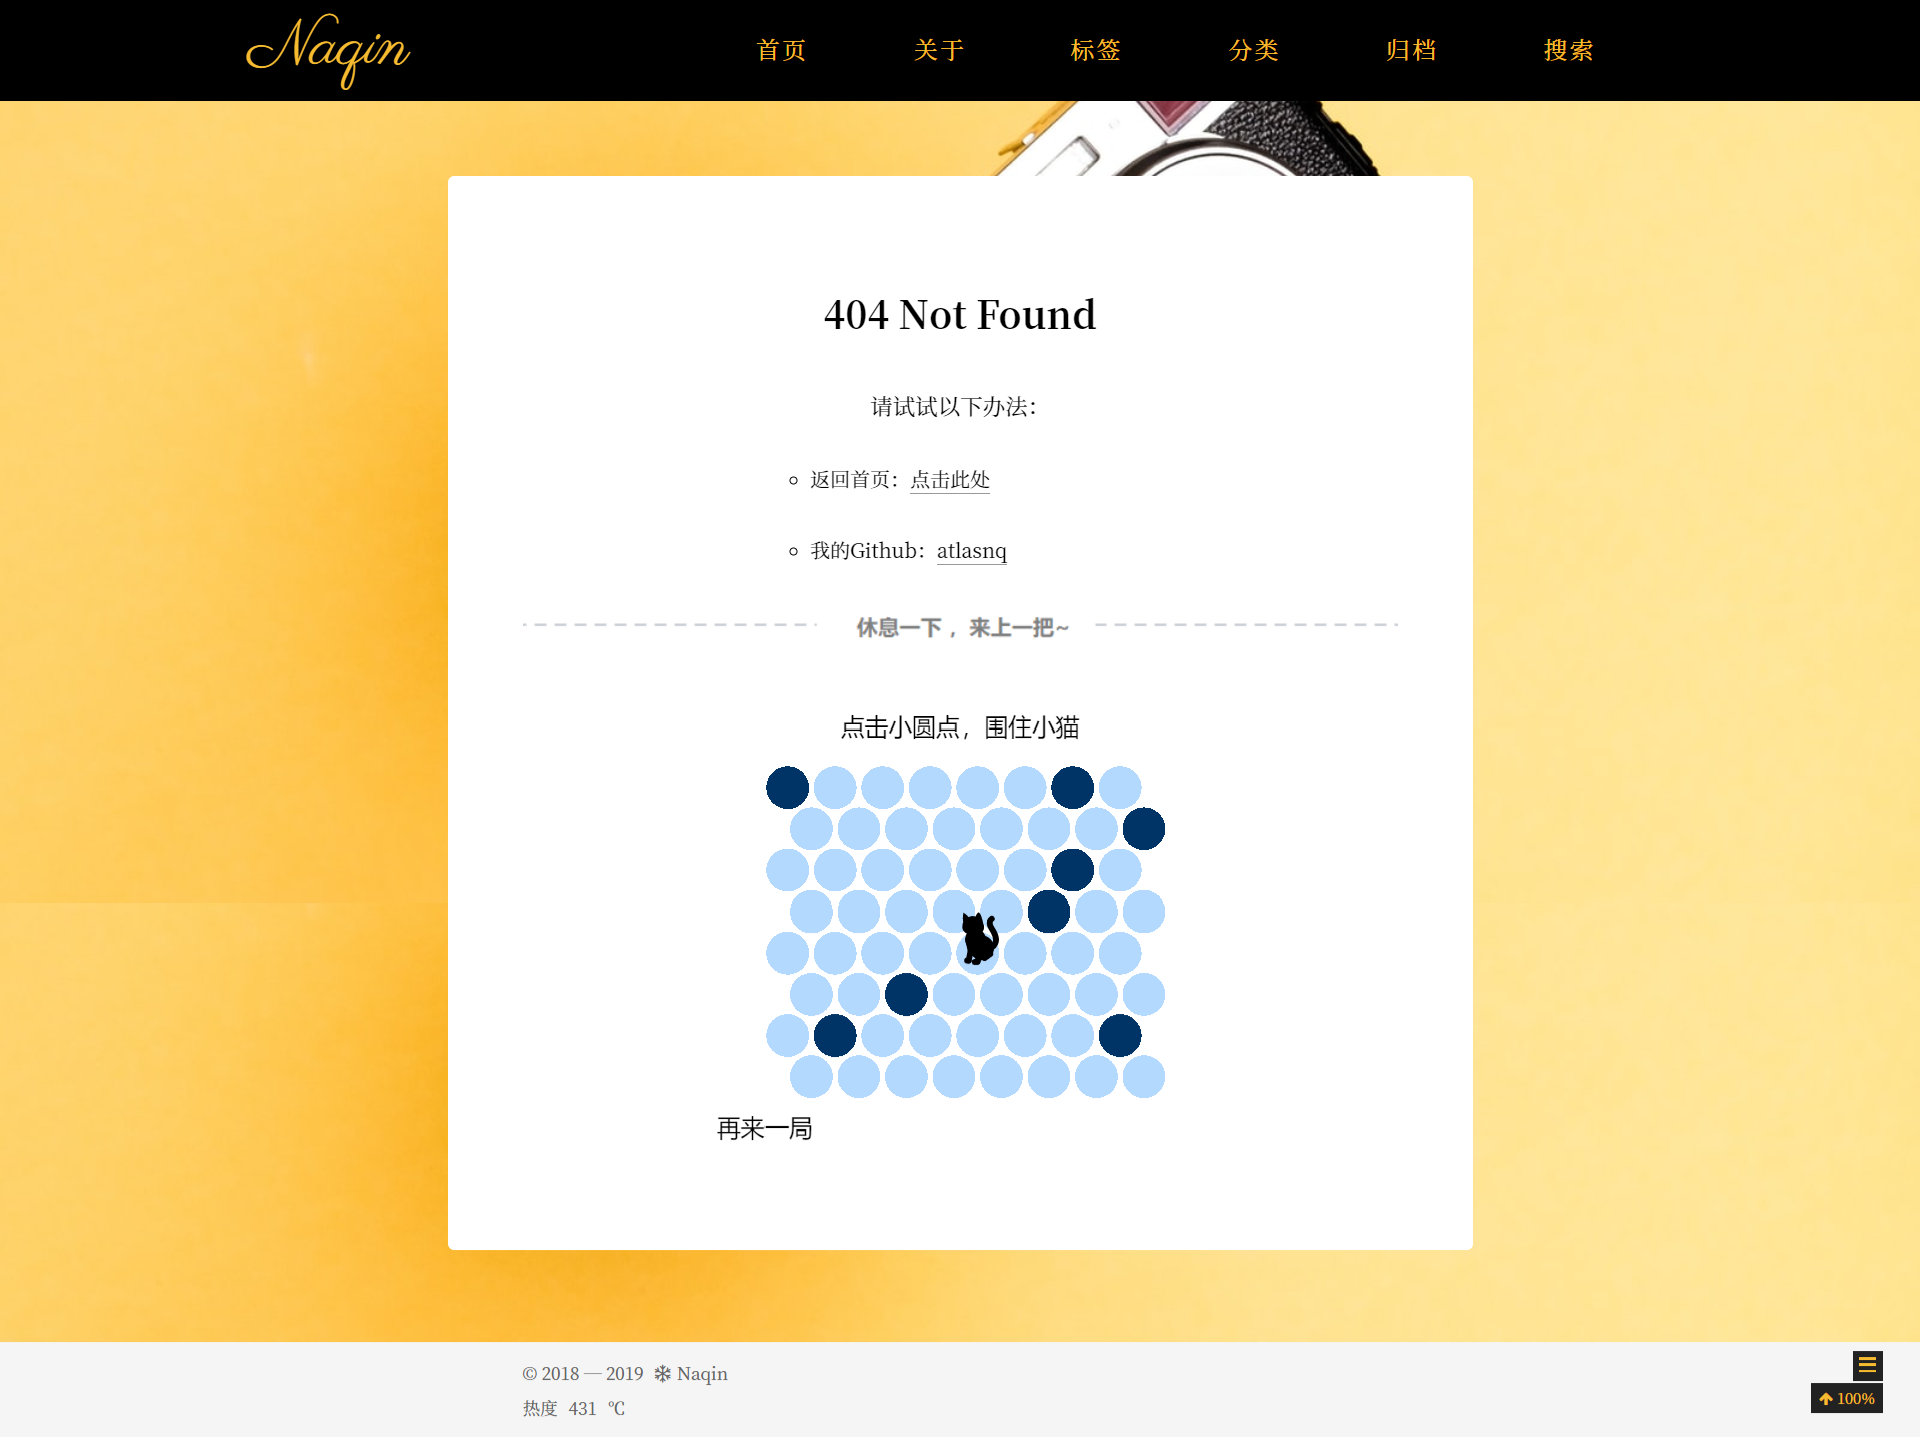 Naqin
首页 关于 标签 分类 归档 搜索
404 Not Found
请试试以下办法：
返回首页：点击此处
我的Github：atlasnq
休息一下，来上一把~
点击小圆点，围住小猫
再来一局
© 2018 — 2019 Naqin
热度 431 ℃
100%